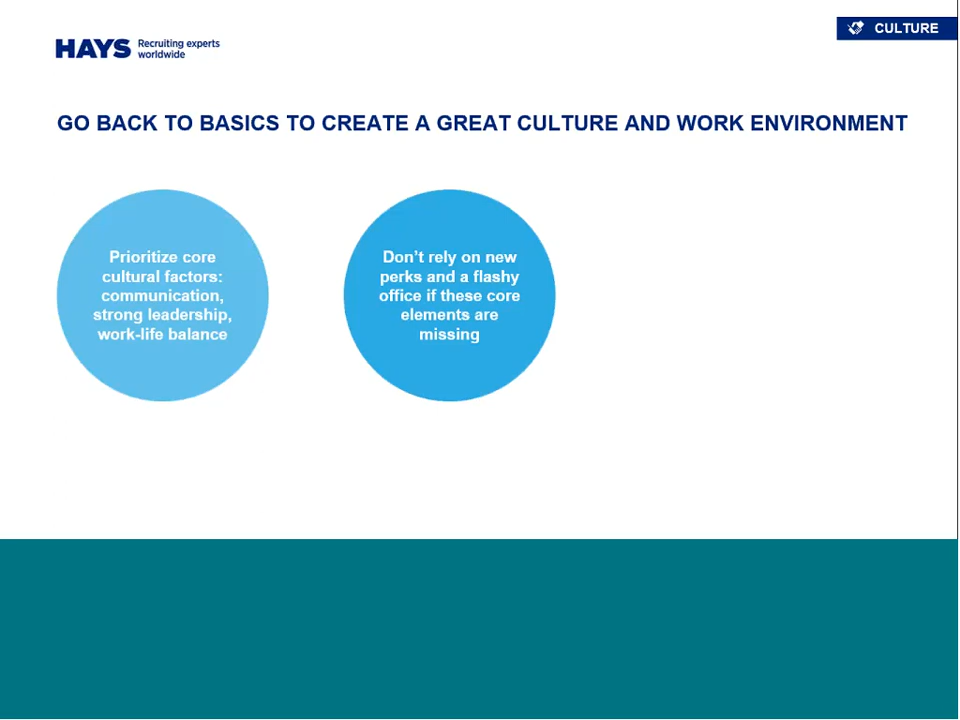 CULTURE
HAYS Recruiting experts
worldwide
GO BACK TO BASICS TO CREATE A GREAT CULTURE AND WORK ENVIRONMENT
Prioritize core
cultural factors:
communication,
strong leadership,
work-life balance
Don’t rely on new
perks and a flashy
office if these core
elements are
missing